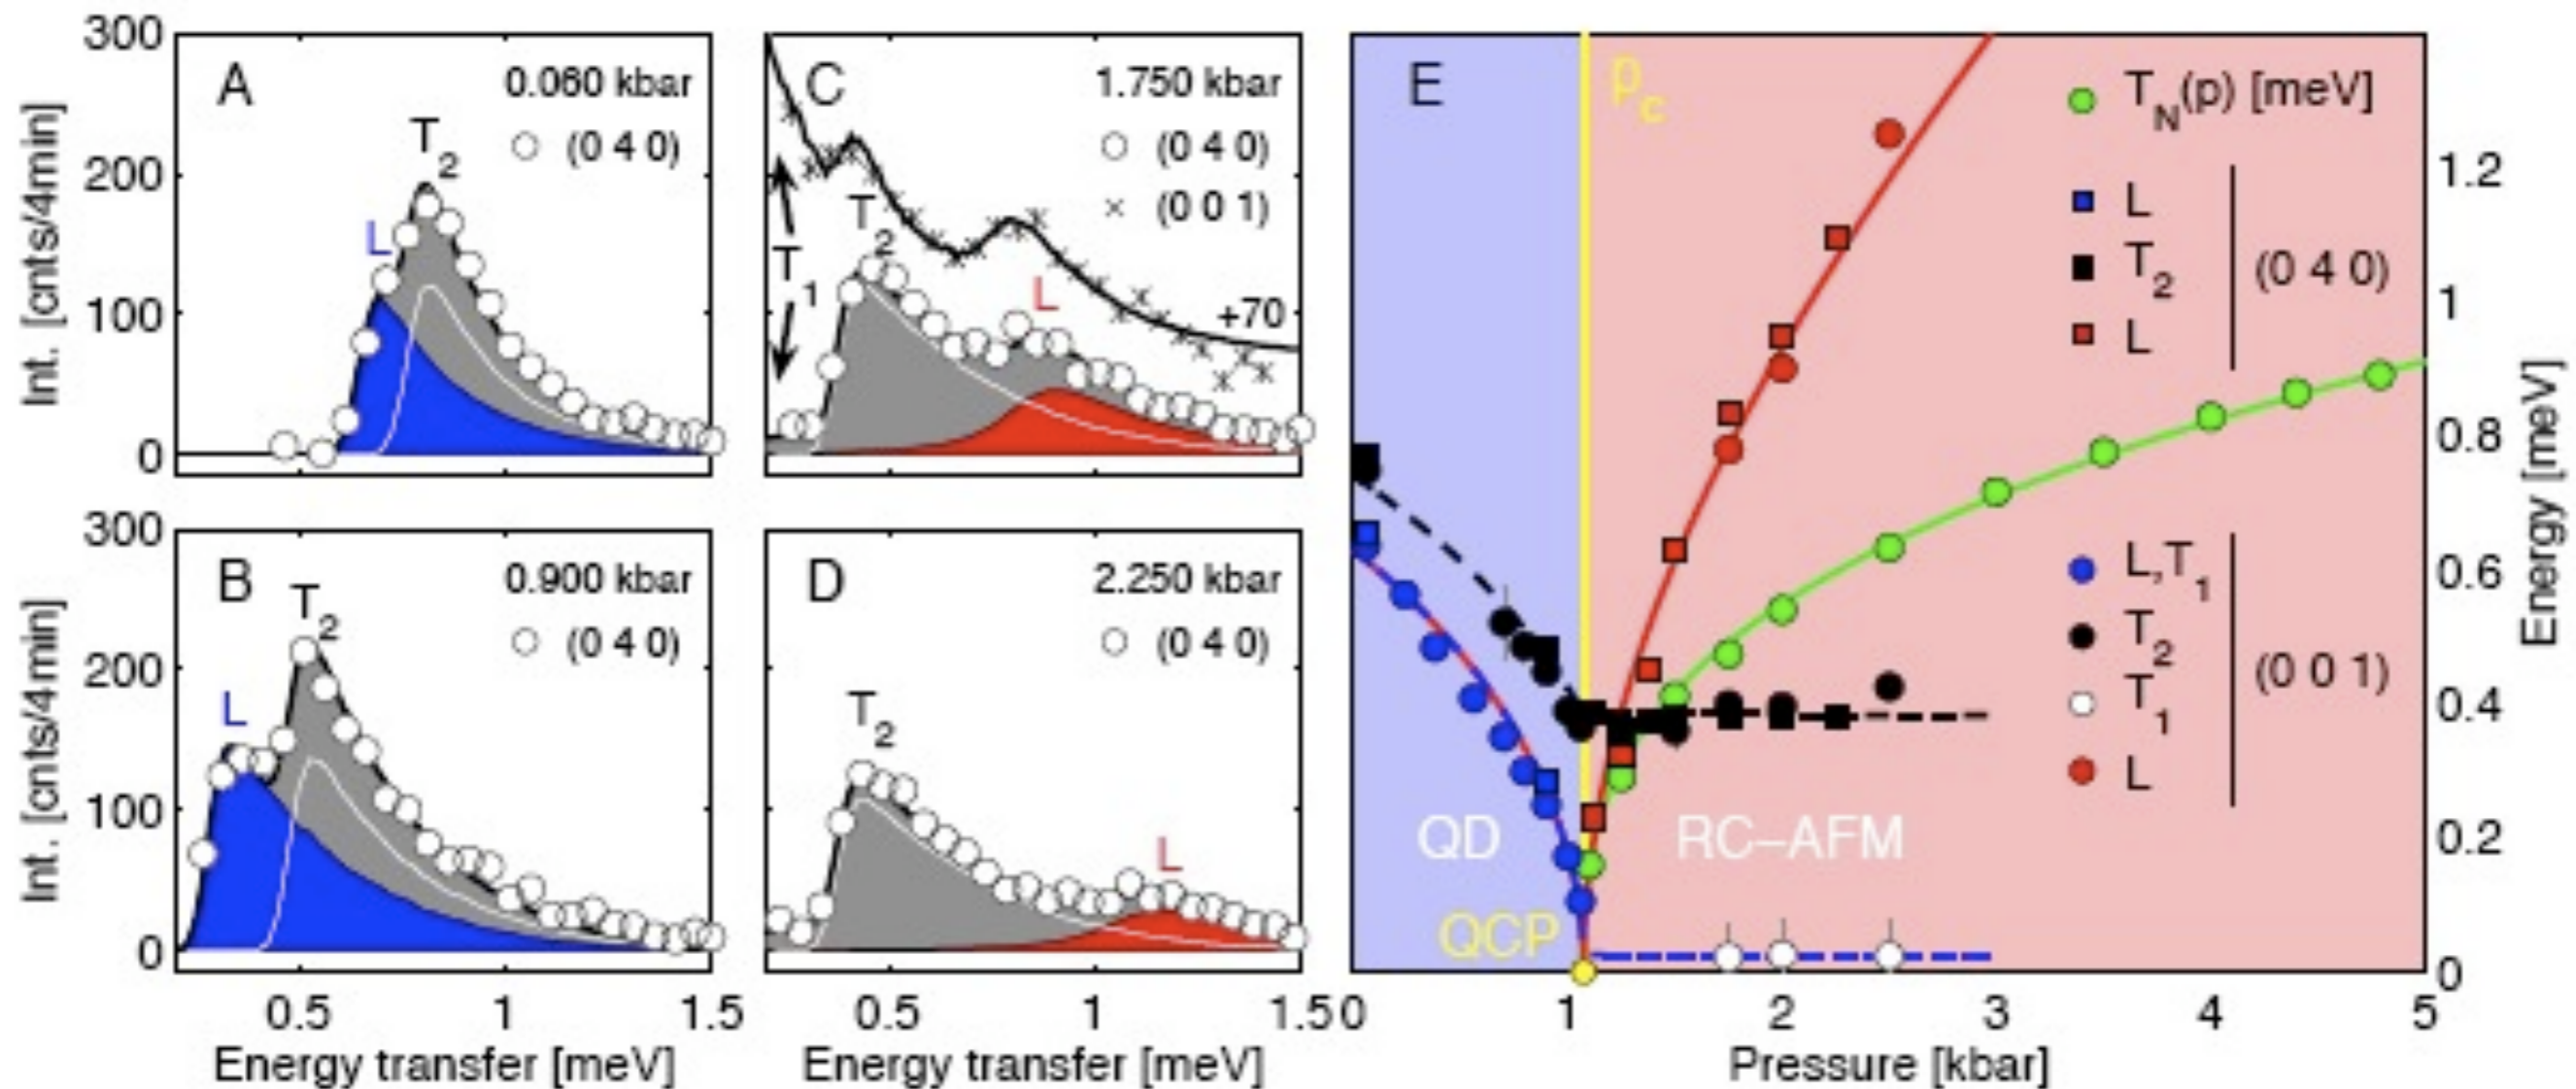 A
0.060 kbar
(0 4 0)
L
T2
300
200
100
0
Int. [cnts/4min]
C
1.750 kbar
(0 4 0)
(0 0 1)
T1
T2
L
+70
B
0.900 kbar
(0 4 0)
L
T2
300
200
100
0
Int. [cnts/4min]
0.5 1 1.5
Energy transfer [meV]
D
2.250 kbar
(0 4 0)
T2
L
0.5 1 1.5
Energy transfer [meV]
E
pc
TN(p) [meV]
L
T2
L
(0 4 0)
L,T1
T2
T1
L
(0 0 1)
QD
RC–AFM
QCP
0 1 2 3 4 5
Pressure [kbar]
1.2
1
0.8
0.6
0.4
0.2
0
Energy [meV]